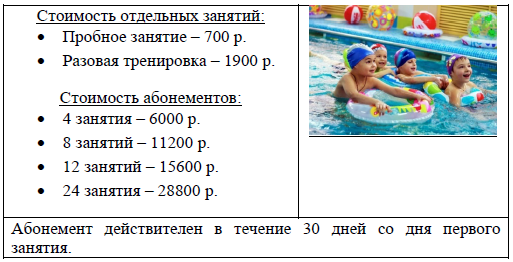 Стоимость отдельных занятий:
• Пробное занятие – 700 р.
• Разовая тренировка – 1900 р.
Стоимость абонементов:
• 4 занятия – 6000 р.
• 8 занятий – 11200 р.
• 12 занятий – 15600 р.
• 24 занятия – 28800 р.
Абонемент действителен в течение 30 дней со дня первого
занятия.